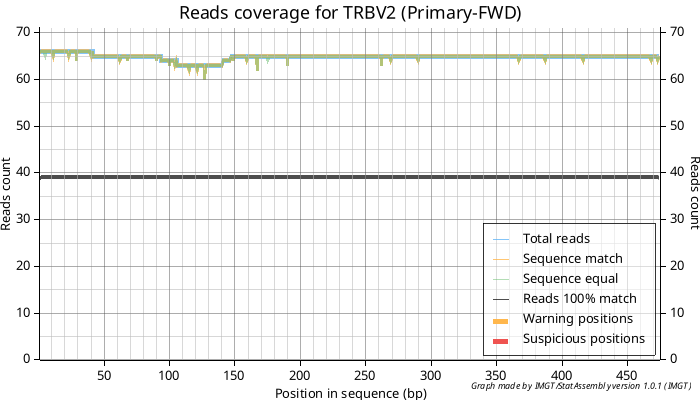 Reads coverage for TRBV2 (Primary-FWD)
70 70
60 60
50 50
40 40
30 30
20 20
10 10
0 0
Reads count
Reads count
Total reads
Sequence match
Sequence equal
Reads 100% match
Warning positions
Suspicious positions
50 100 150 200 250 300 350 400 450
Position in sequence (bp)
Graph made by IMGT/StatAssembly version 1.0.1 (IMGT)